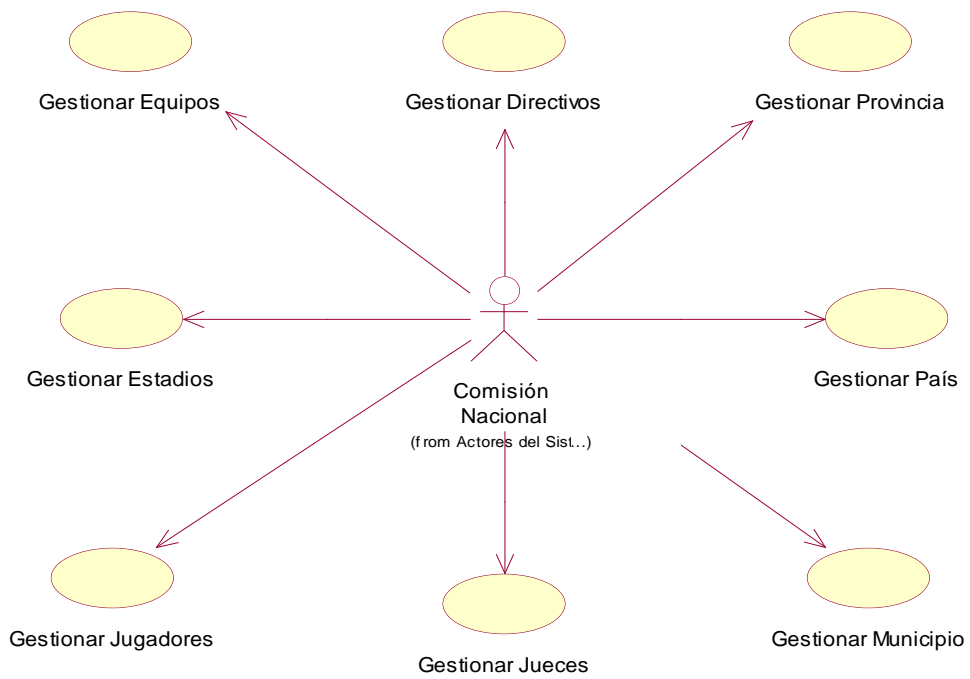 Gestionar Equipos
Gestionar Directivos
Gestionar Provincia
Gestionar Estadios
Comisión
Nacional
(from Actores del Sist...)
Gestionar País
Gestionar Jugadores
Gestionar Jueces
Gestionar Municipio